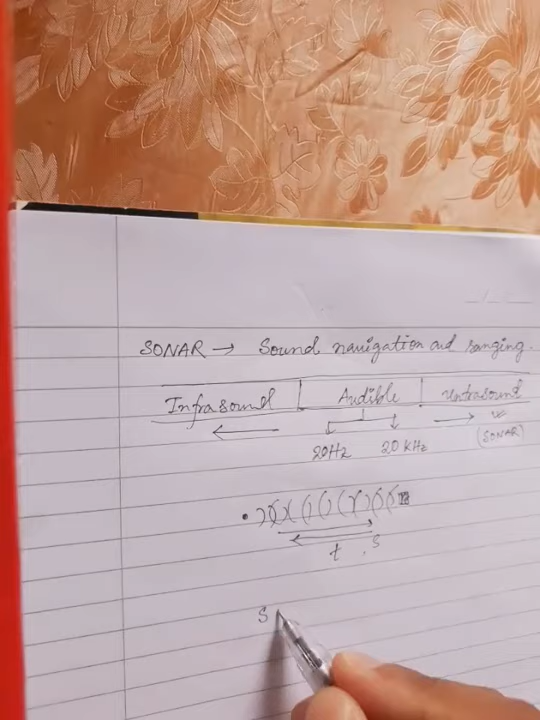 SONAR → Sound navigation and ranging.
Infrasound | Audible | Ultrasound
20Hz 20 KHz (SONAR)
t, s
S